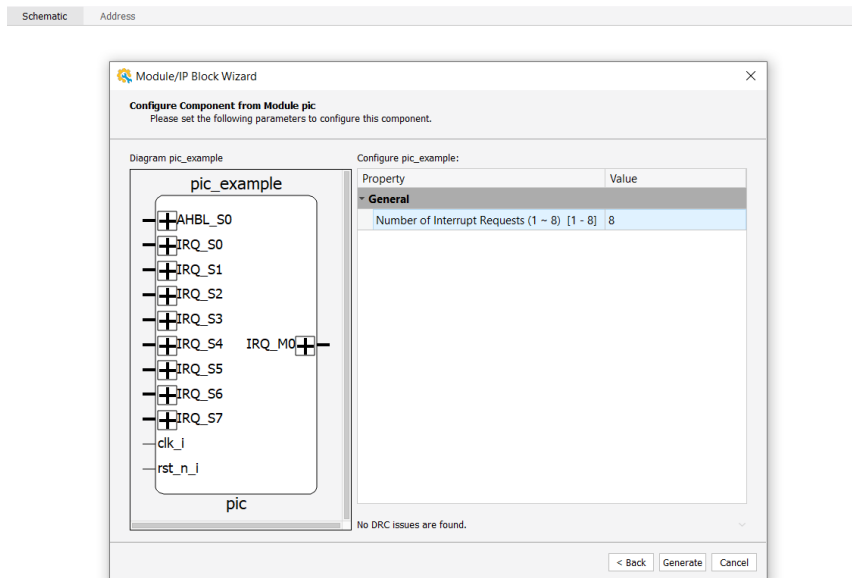 Schematic Address
Module/IP Block Wizard
Configure Component from Module pic
Please set the following parameters to configure this component.
Diagram pic_example
Configure pic_example:
pic_example
AHBL_S0
IRQ_S0
IRQ_S1
IRQ_S2
IRQ_S3
IRQ_S4 IRQ_M0
IRQ_S5
IRQ_S6
IRQ_S7
clk_i
rst_n_i
pic
Property Value
General
Number of Interrupt Requests (1 ~ 8) [1 - 8] 8
No DRC issues are found.
< Back Generate Cancel